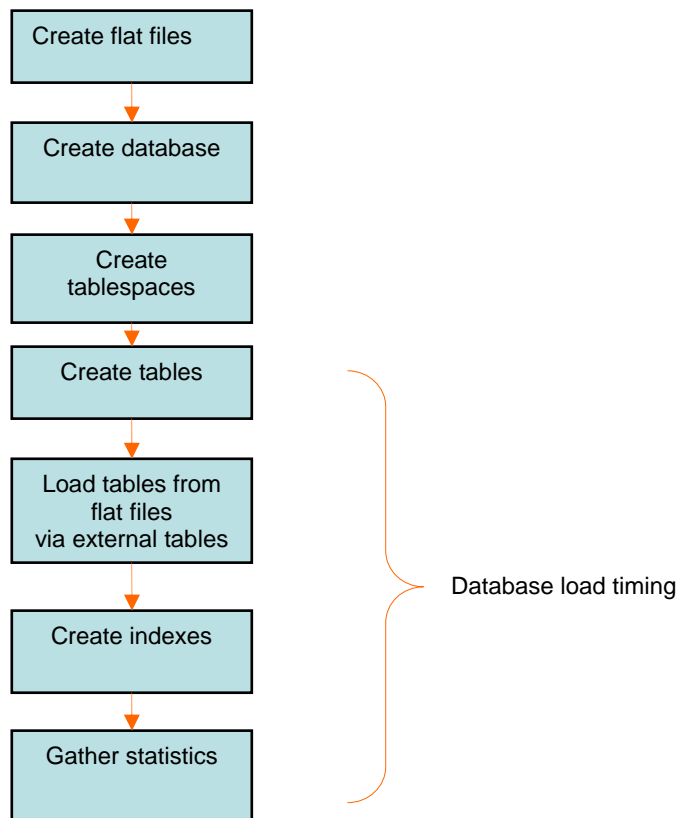 Create flat files
Create database
Create
tablespaces
Create tables
Load tables from
flat files
via external tables
Database load timing
Create indexes
Gather statistics